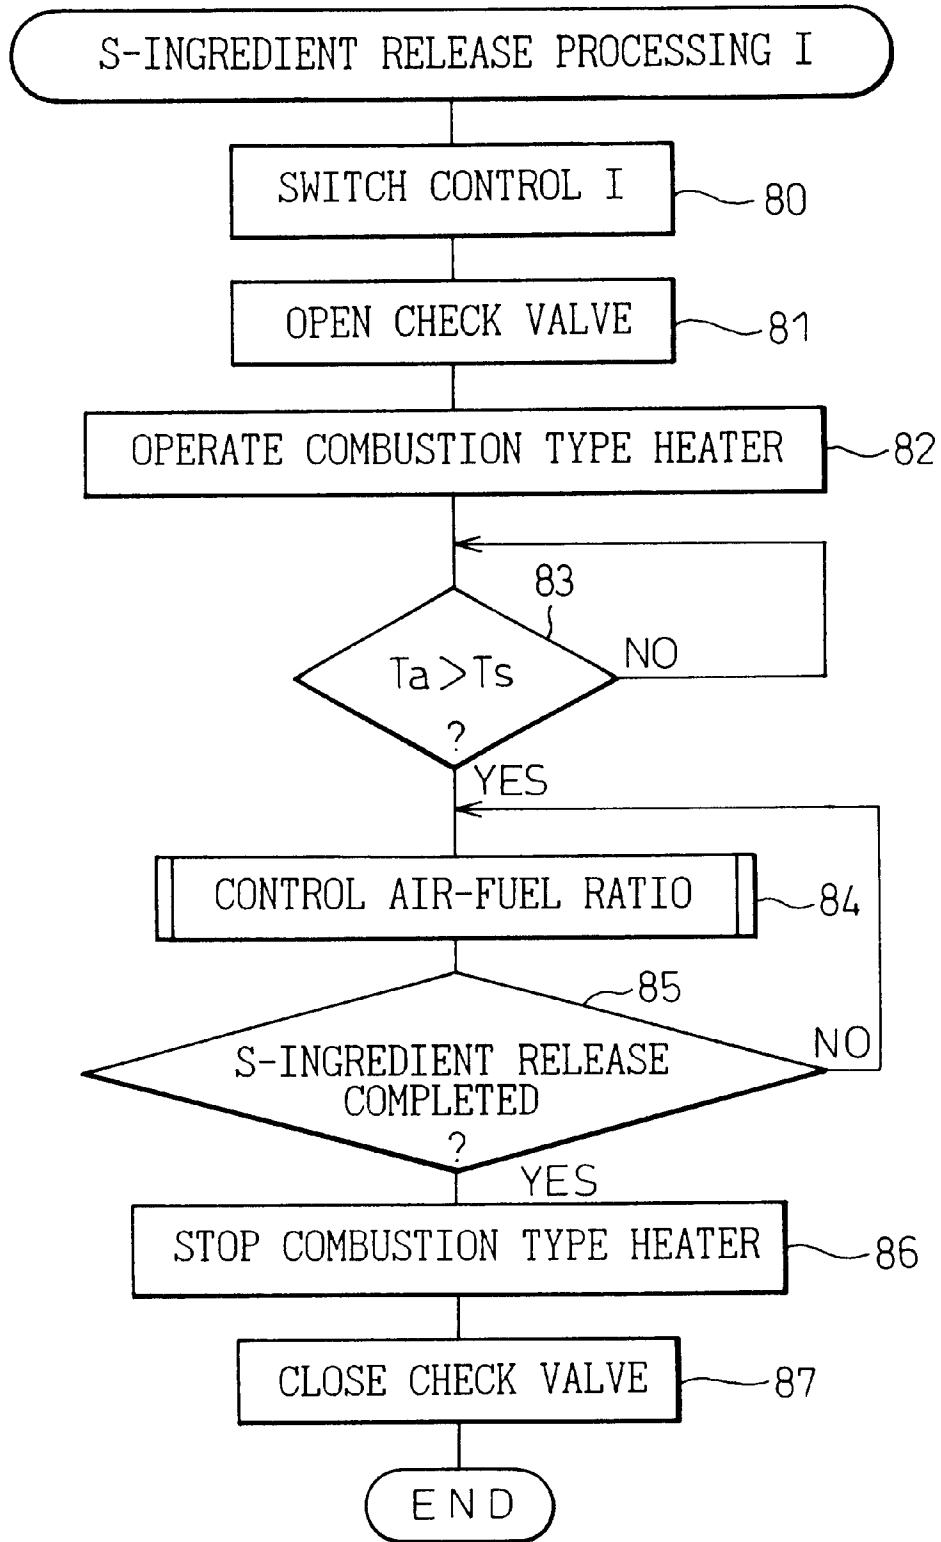 S-INGREDIENT RELEASE PROCESSING I
SWITCH CONTROL I
80
OPEN CHECK VALVE
81
OPERATE COMBUSTION TYPE HEATER
82
83
Ta>Ts
?
NO
YES
CONTROL AIR-FUEL RATIO
84
85
S-INGREDIENT RELEASE
COMPLETED
?
NO
YES
STOP COMBUSTION TYPE HEATER
86
CLOSE CHECK VALVE
87
END